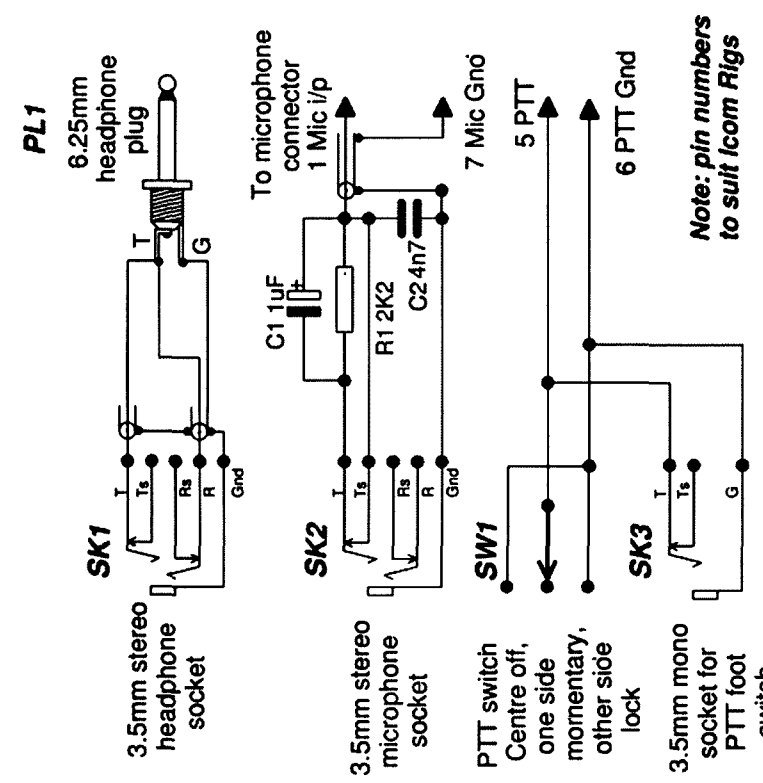 PL1
6.25mm
headphone
plug
T
G
T
Ts
Rs
R
Gnd
SK1
3.5mm stereo
headphone
socket
To microphone
connector
1 Mic i/p
7 Mic Gnd
C1 1uF
+
R1 2K2
C2 4n7
T
Ts
Rs
R
Gnd
SK2
3.5mm stereo
microphone
socket
5 PTT
6 PTT Gnd
SW1
PTT switch
Centre off,
one side
momentary,
other side
lock
T
Ts
G
SK3
3.5mm mono
socket for
PTT foot
switch
Note: pin numbers
to suit Icom Rigs